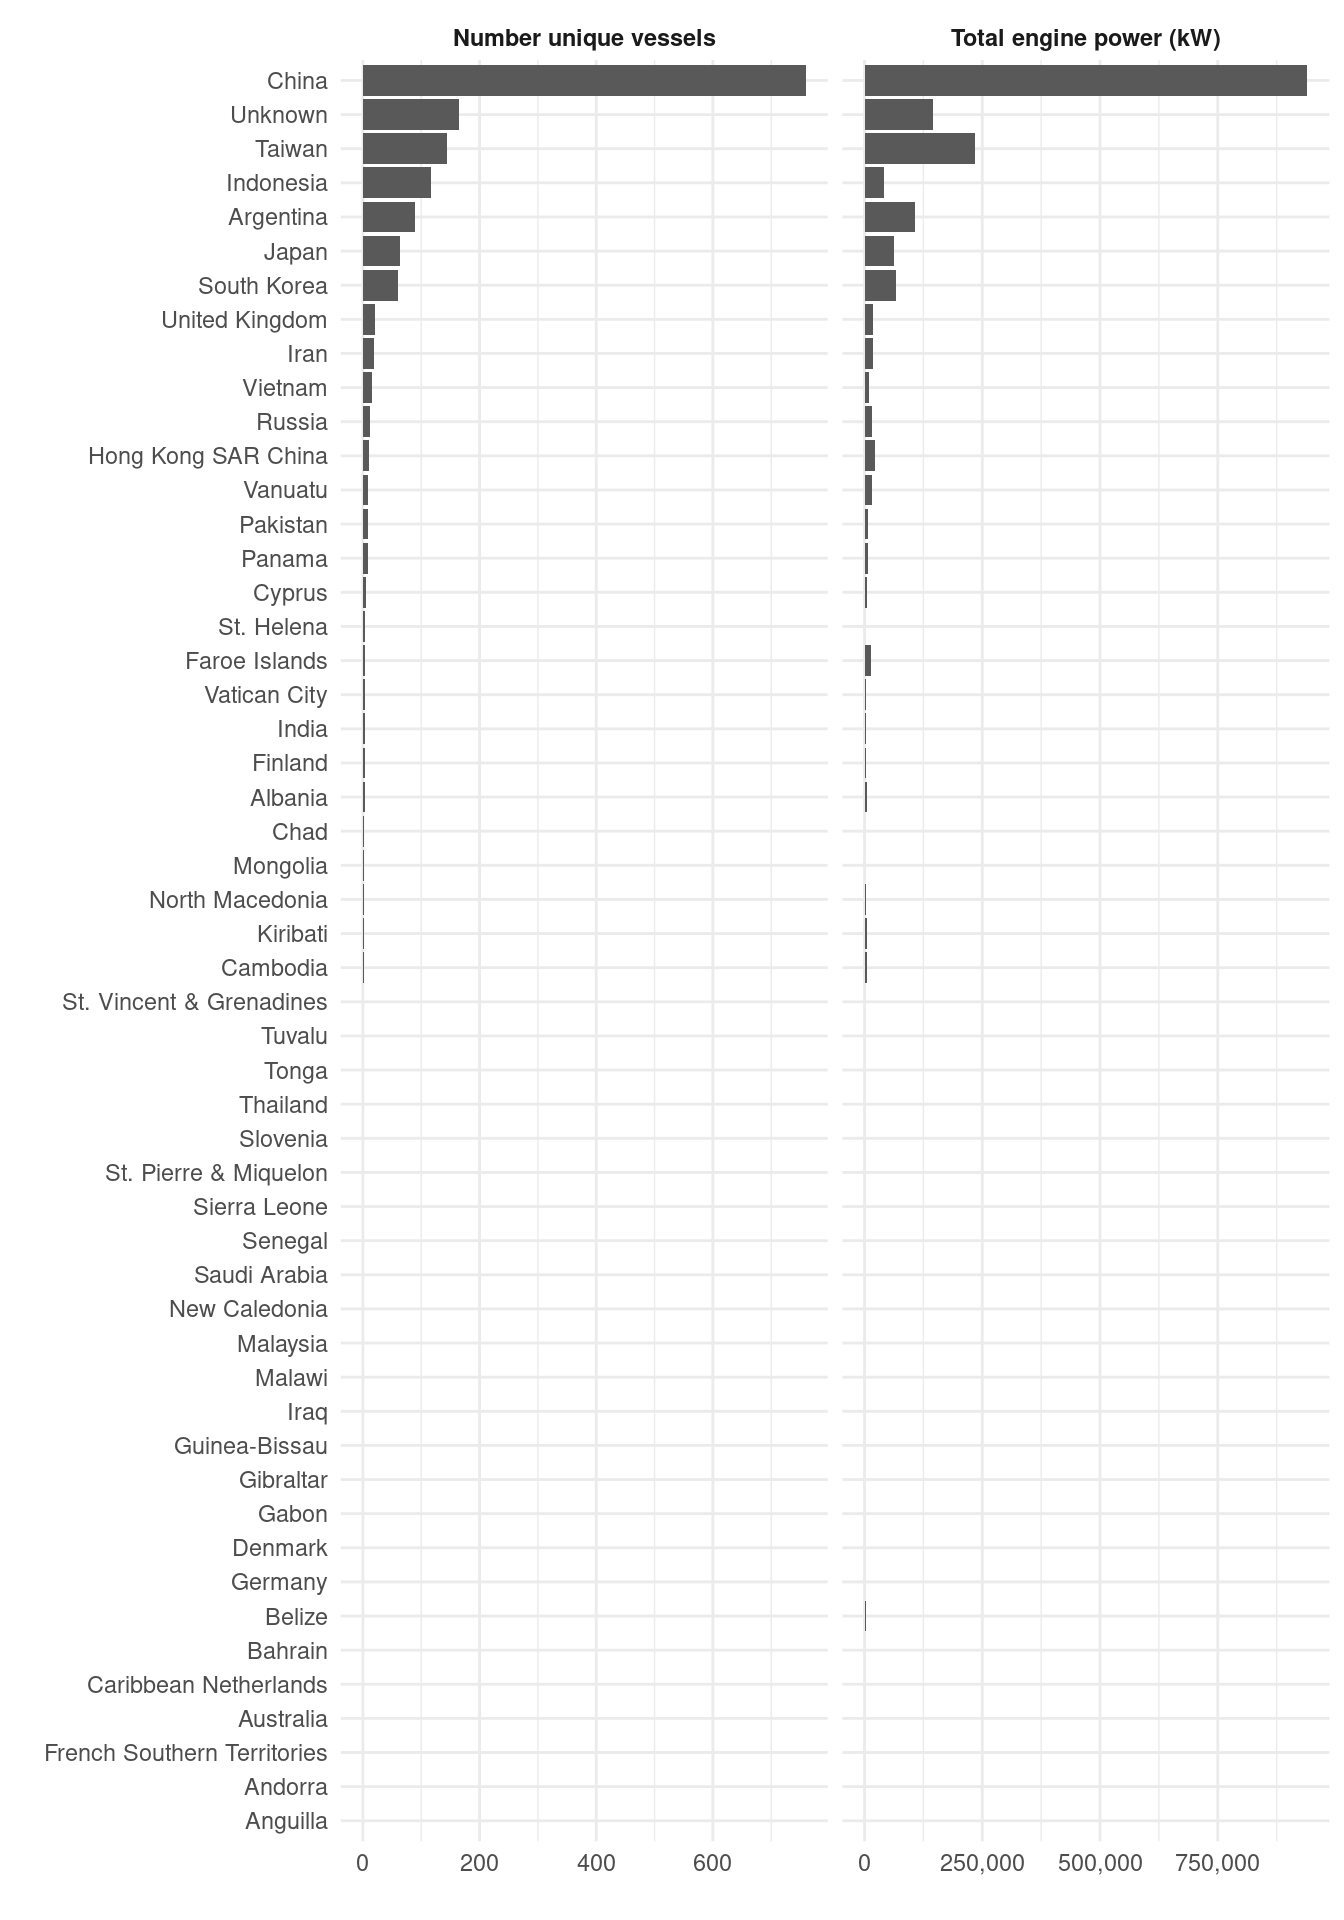 Number unique vessels
Total engine power (kW)
China
Unknown
Taiwan
Indonesia
Argentina
Japan
South Korea
United Kingdom
Iran
Vietnam
Russia
Hong Kong SAR China
Vanuatu
Pakistan
Panama
Cyprus
St. Helena
Faroe Islands
Vatican City
India
Finland
Albania
Chad
Mongolia
North Macedonia
Kiribati
Cambodia
St. Vincent & Grenadines
Tuvalu
Tonga
Thailand
Slovenia
St. Pierre & Miquelon
Sierra Leone
Senegal
Saudi Arabia
New Caledonia
Malaysia
Malawi
Iraq
Guinea-Bissau
Gibraltar
Gabon
Denmark
Germany
Belize
Bahrain
Caribbean Netherlands
Australia
French Southern Territories
Andorra
Anguilla
0 200 400 600
0 250,000 500,000 750,000